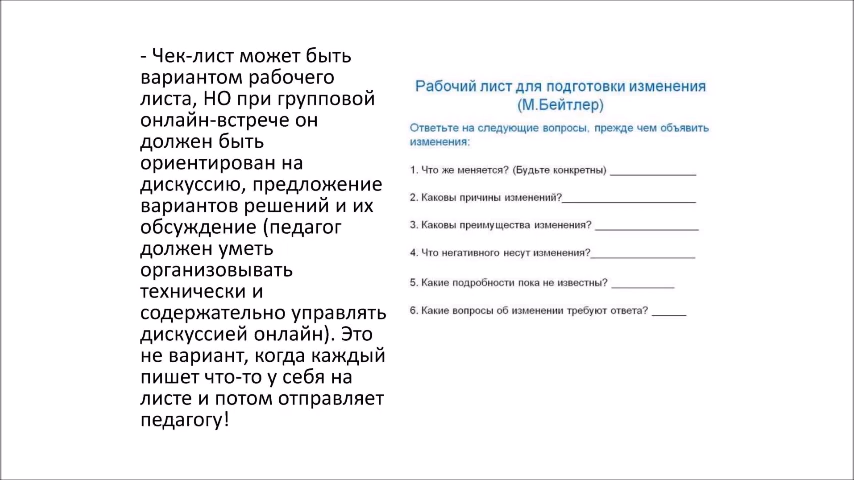 - Чек-лист может быть
вариантом рабочего
листа, НО при групповой
онлайн-встрече он
должен быть
ориентирован на
дискуссию, предложение
вариантов решений и их
обсуждение (педагог
должен уметь
организовывать
технически и
содержательно управлять
дискуссией онлайн). Это
не вариант, когда каждый
пишет что-то у себя на
листе и потом отправляет
педагогу!
Рабочий лист для подготовки изменения
(М.Бейтлер)
Ответьте на следующие вопросы, прежде чем объявить
изменения:
1. Что же меняется? (Будьте конкретны) ________________
2. Каковы причины изменений?_________________________
3. Каковы преимущества изменения? ___________________
4. Что негативного несут изменения?____________________
5. Какие подробности пока не известны? ____________
6. Какие вопросы об изменении требуют ответа? ______